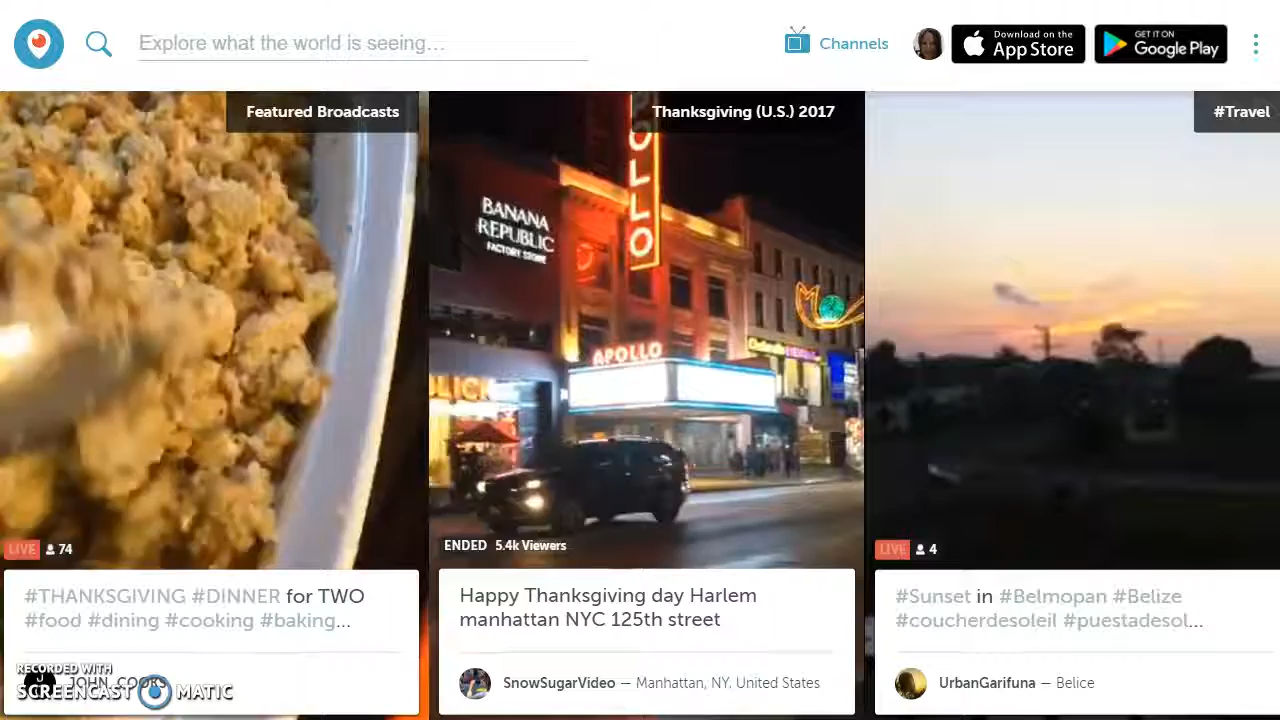 Explore what the world is seeing...
Channels
Download on the
App Store
GET IT ON
Google Play
Featured Broadcasts
Thanksgiving (U.S.) 2017
#Travel
BANANA
REPUBLIC
FACTORY STORE
OLLO
APOLLO
LIVE 74
ENDED 5.4k Viewers
LIVE 4
#THANKSGIVING #DINNER for TWO
#food #dining #cooking #baking...
Happy Thanksgiving day Harlem
manhattan NYC 125th street
#Sunset in #Belmopan #Belize
#coucherdesoleil #puestadesol...
J
JOHN_COOKS
SnowSugarVideo — Manhattan, NY, United States
UrbanGarifuna — Belice
RECORDED WITH
SCREENCAST MATIC